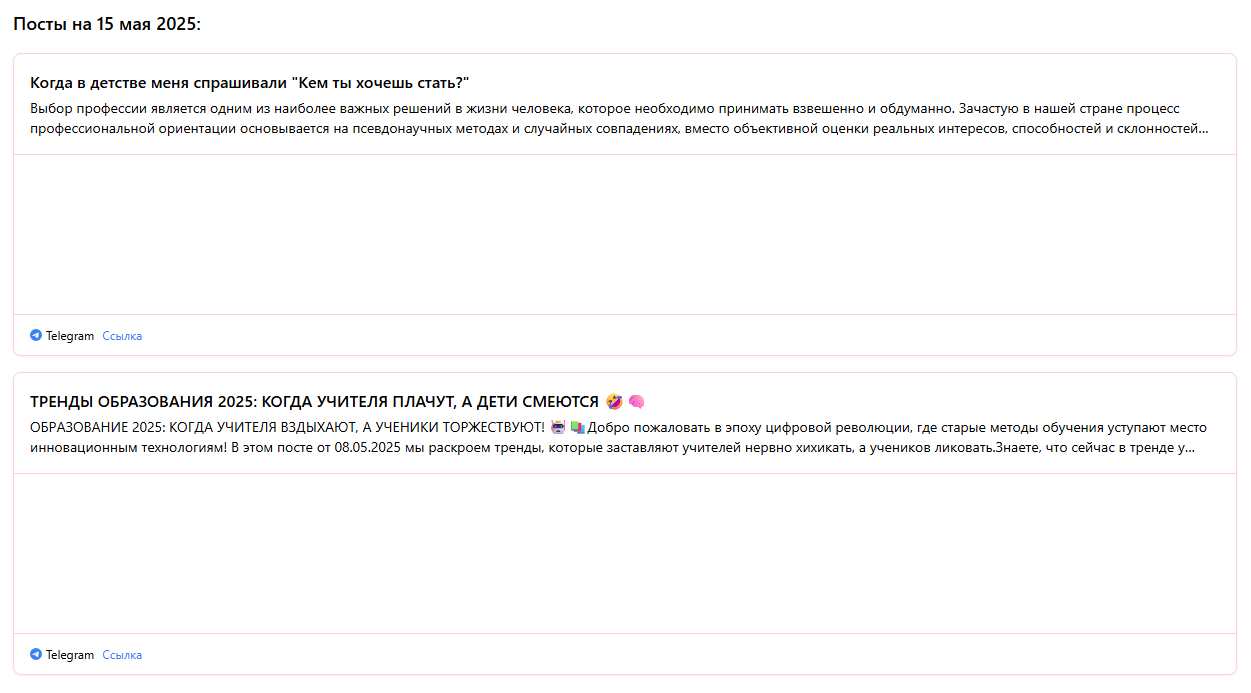 Посты на 15 мая 2025:
Когда в детстве меня спрашивали "Кем ты хочешь стать?"
Выбор профессии является одним из наиболее важных решений в жизни человека, которое необходимо принимать взвешенно и обдуманно. Зачастую в нашей стране процесс
профессиональной ориентации основывается на псевдонаучных методах и случайных совпадениях, вместо объективной оценки реальных интересов, способностей и склонностей...
Telegram Ссылка
ТРЕНДЫ ОБРАЗОВАНИЯ 2025: КОГДА УЧИТЕЛЯ ПЛАЧУТ, А ДЕТИ СМЕЮТСЯ 🤣 🧠
ОБРАЗОВАНИЕ 2025: КОГДА УЧИТЕЛЯ ВЗДЫХАЮТ, А УЧЕНИКИ ТОРЖЕСТВУЮТ! 🤖 📚Добро пожаловать в эпоху цифровой революции, где старые методы обучения уступают место
инновационным технологиям! В этом посте от 08.05.2025 мы раскроем тренды, которые заставляют учителей нервно хихикать, а учеников ликовать.Знаете, что сейчас в тренде у...
Telegram Ссылка